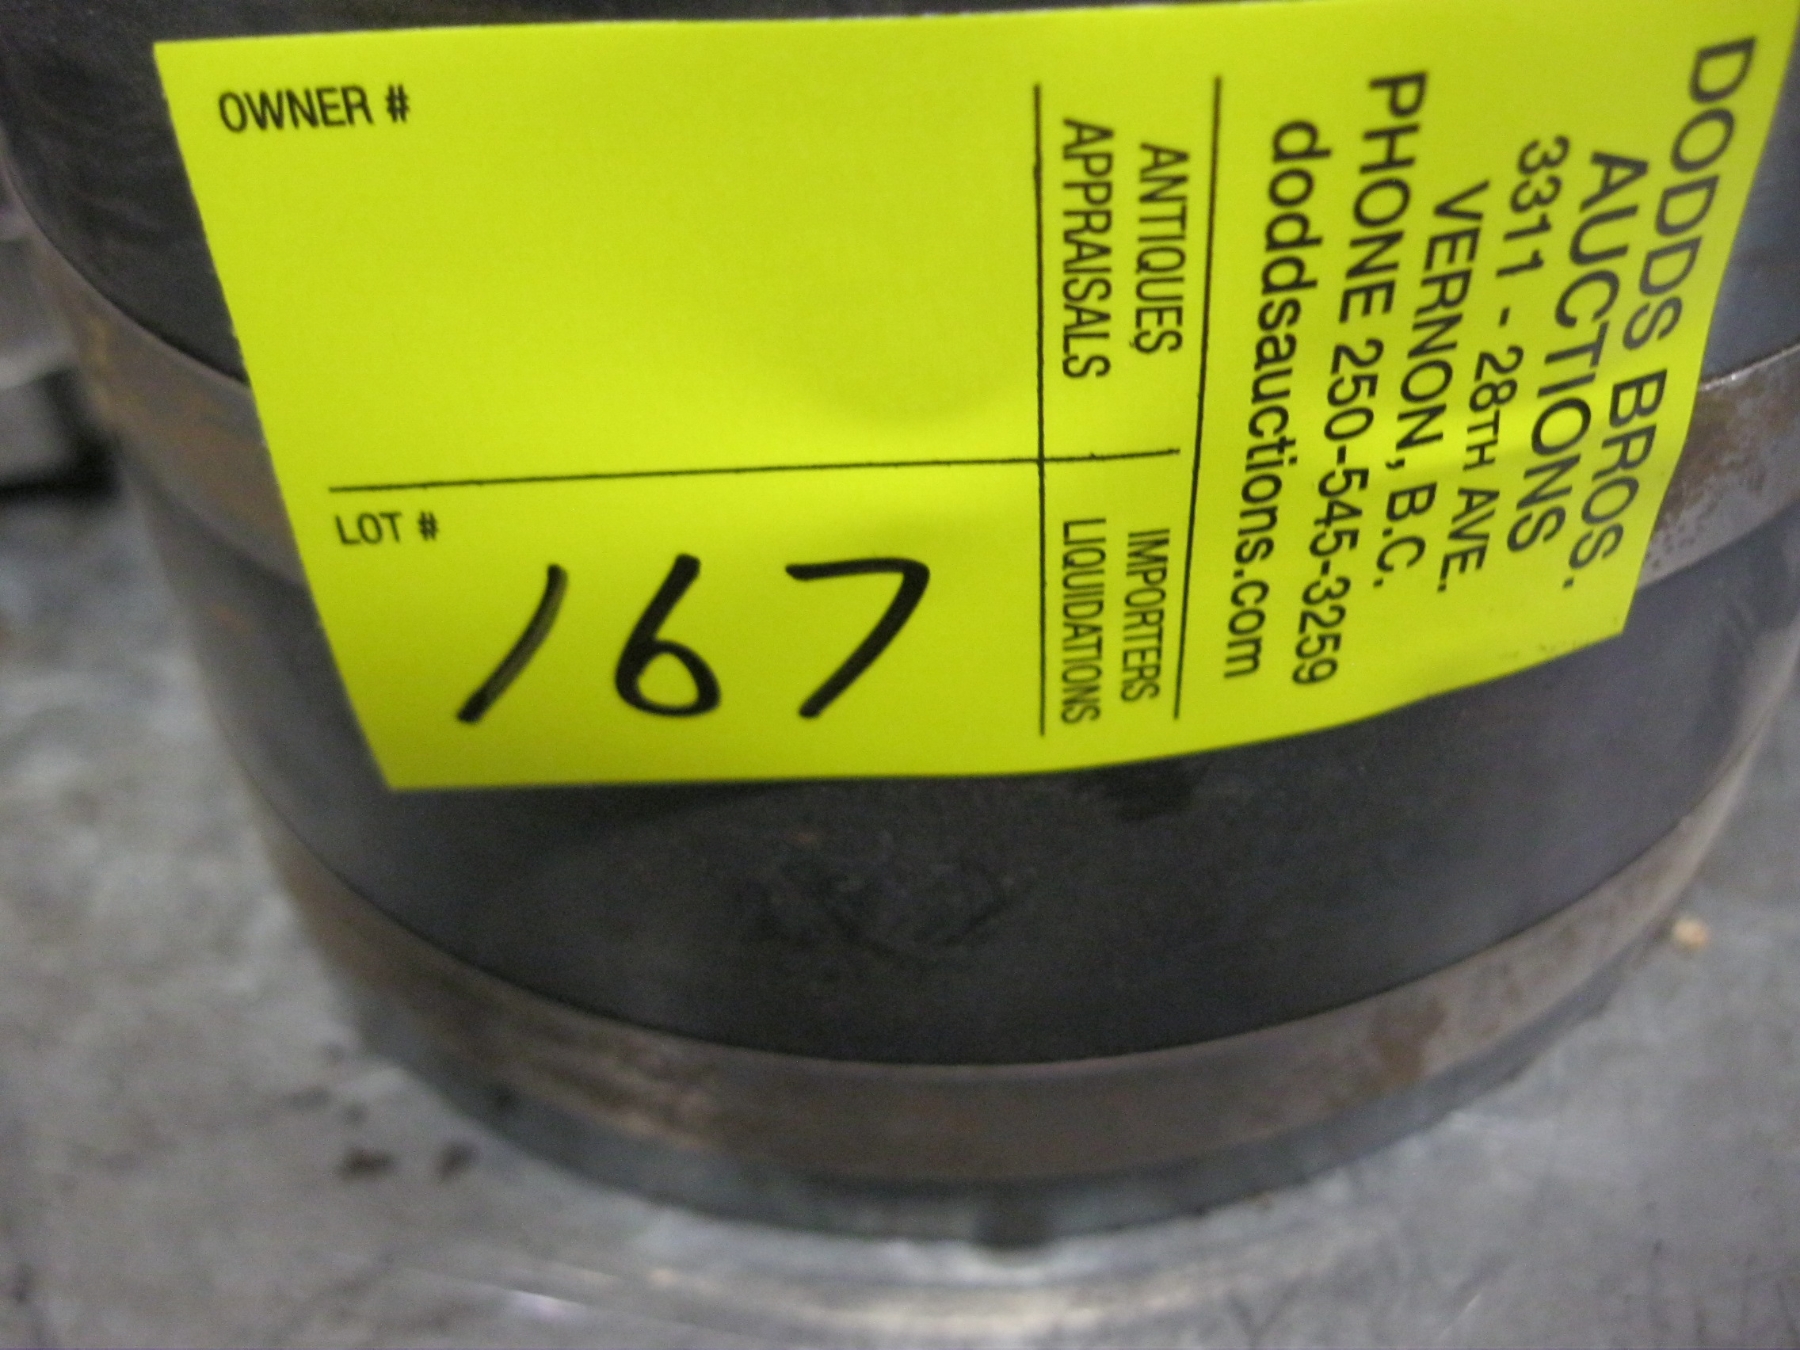 DODDS BROS.
AUCTIONS
3311 - 28TH AVE.
VERNON, B.C.
PHONE 250-545-3259
doddsauctions.com
ANTIQUES IMPORTERS
APPRAISALS LIQUIDATIONS
OWNER #
LOT #
167